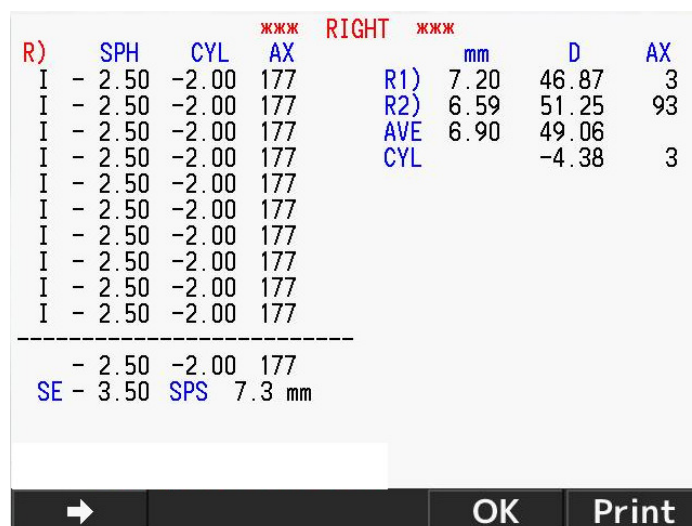 *** RIGHT ***
R) SPH CYL AX mm D AX
I - 2.50 -2.00 177 R1) 7.20 46.87 3
I - 2.50 -2.00 177 R2) 6.59 51.25 93
I - 2.50 -2.00 177 AVE 6.90 49.06
I - 2.50 -2.00 177 CYL -4.38 3
I - 2.50 -2.00 177
I - 2.50 -2.00 177
I - 2.50 -2.00 177
I - 2.50 -2.00 177
I - 2.50 -2.00 177
I - 2.50 -2.00 177
---------------------------
- 2.50 -2.00 177
SE - 3.50 SPS 7.3 mm
OK Print